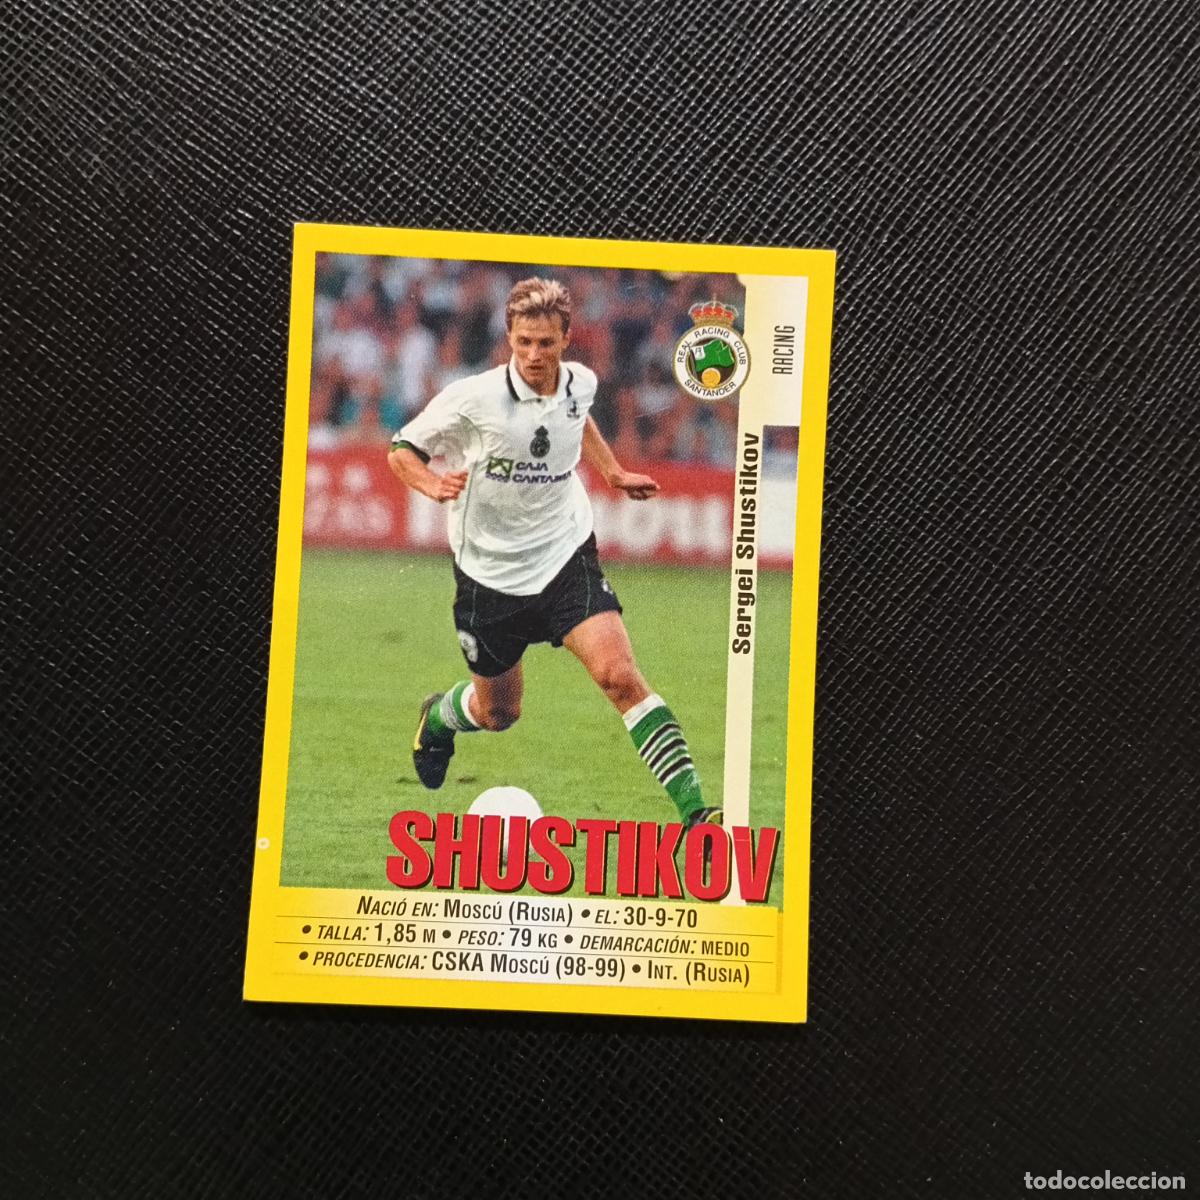 REAL RACING CLUB
SANTANDER
RACING
Sergei Shustikov
CAJA
CANTABRIA
SHUSTIKOV
NACIÓ EN: MOSCÚ (RUSIA) • EL: 30-9-70
• TALLA: 1,85 M • PESO: 79 KG • DEMARCACIÓN: MEDIO
• PROCEDENCIA: CSKA MOSCÚ (98-99) • INT. (RUSIA)
todocoleccion